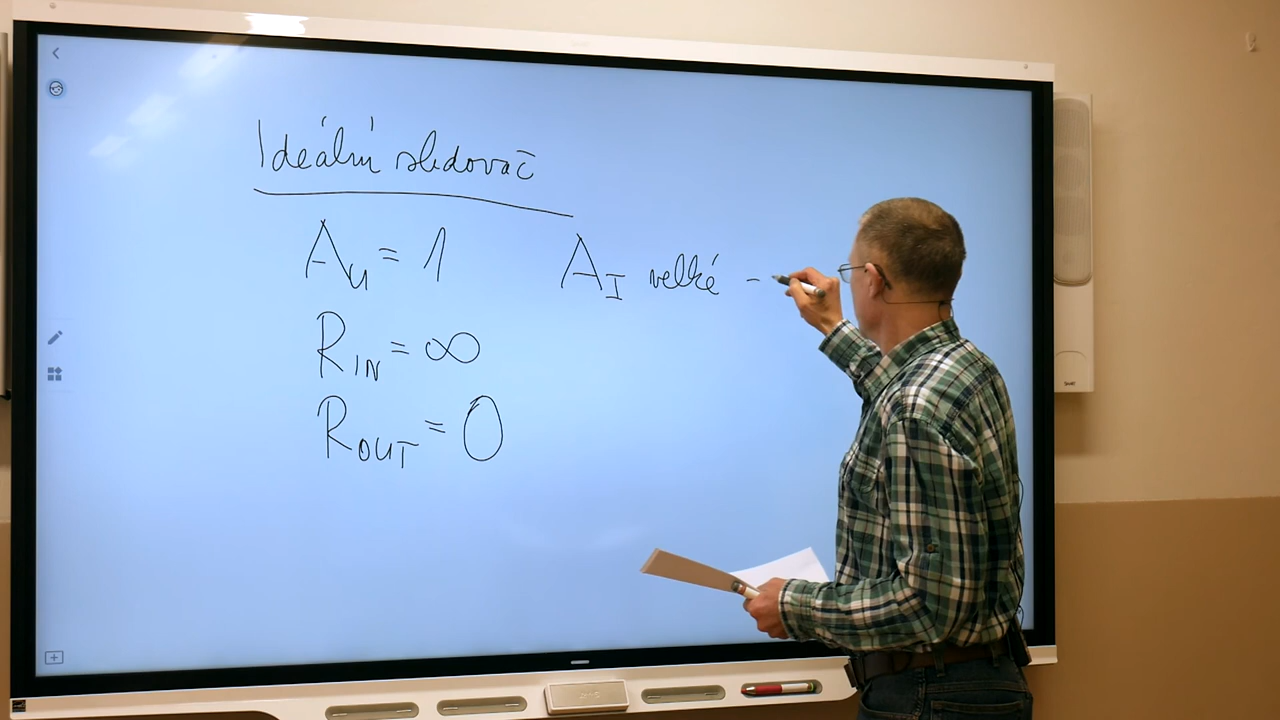 Ideální sledovač
A_U = 1 A_I velké -
R_IN = ∞
R_OUT = 0